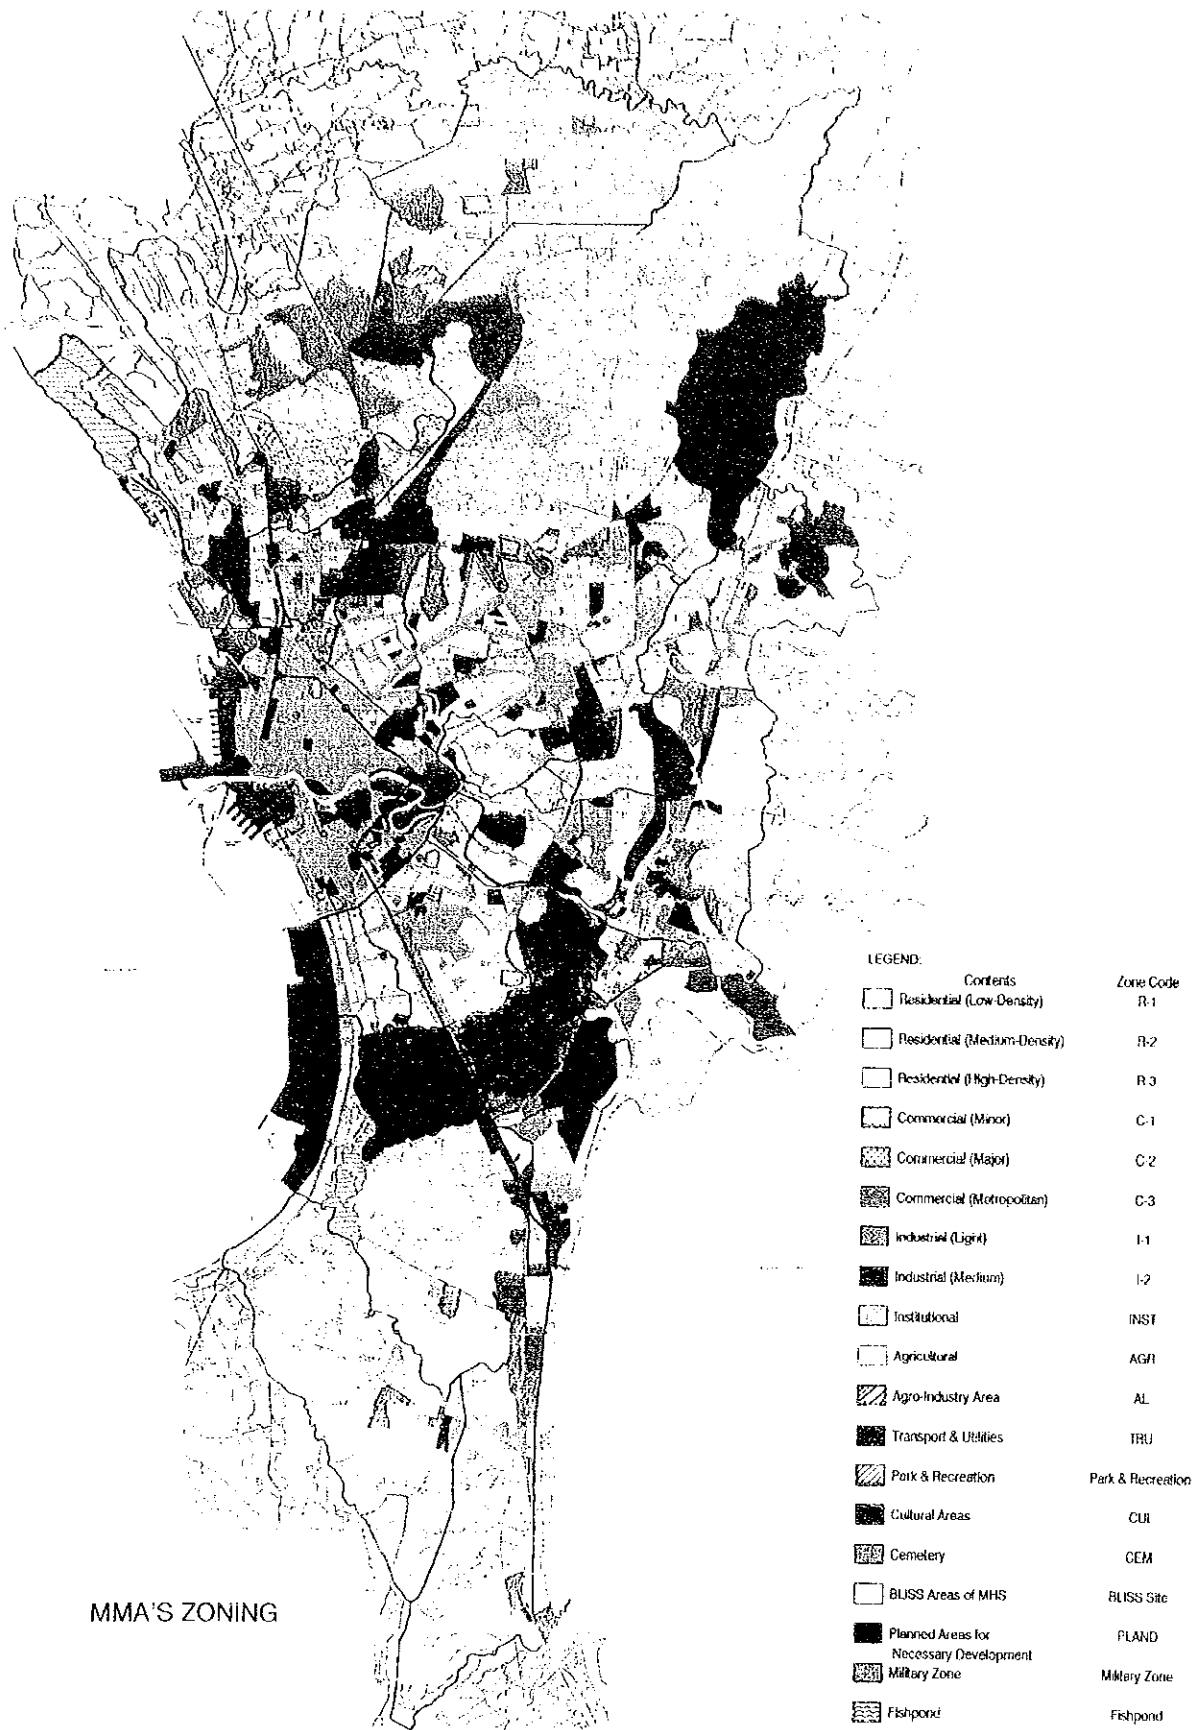 LEGEND:
Contents Zone Code
Residential (Low-Density) R-1
Residential (Medium-Density) R-2
Residential (High-Density) R-3
Commercial (Minor) C-1
Commercial (Major) C-2
Commercial (Metropolitan) C-3
Industrial (Light) I-1
Industrial (Medium) I-2
Institutional INST
Agricultural AGR
Agro-Industry Area AL
Transport & Utilities TRU
Park & Recreation Park & Recreation
Cultural Areas CUL
Cemetery CEM
BLISS Areas of MHS BLISS Site
Planned Areas for PLAND
Necessary Development
Military Zone Military Zone
Fishpond Fishpond
MMA'S ZONING